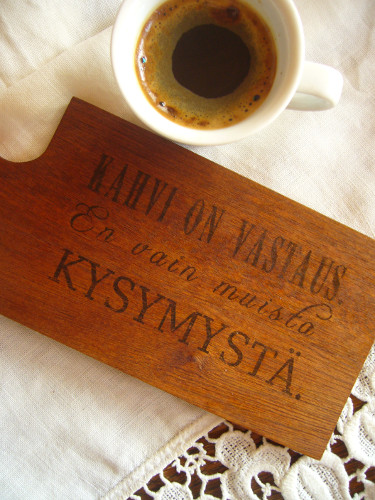 KAHVI ON VASTAUS.
En vain muista
KYSYMYSTÄ.